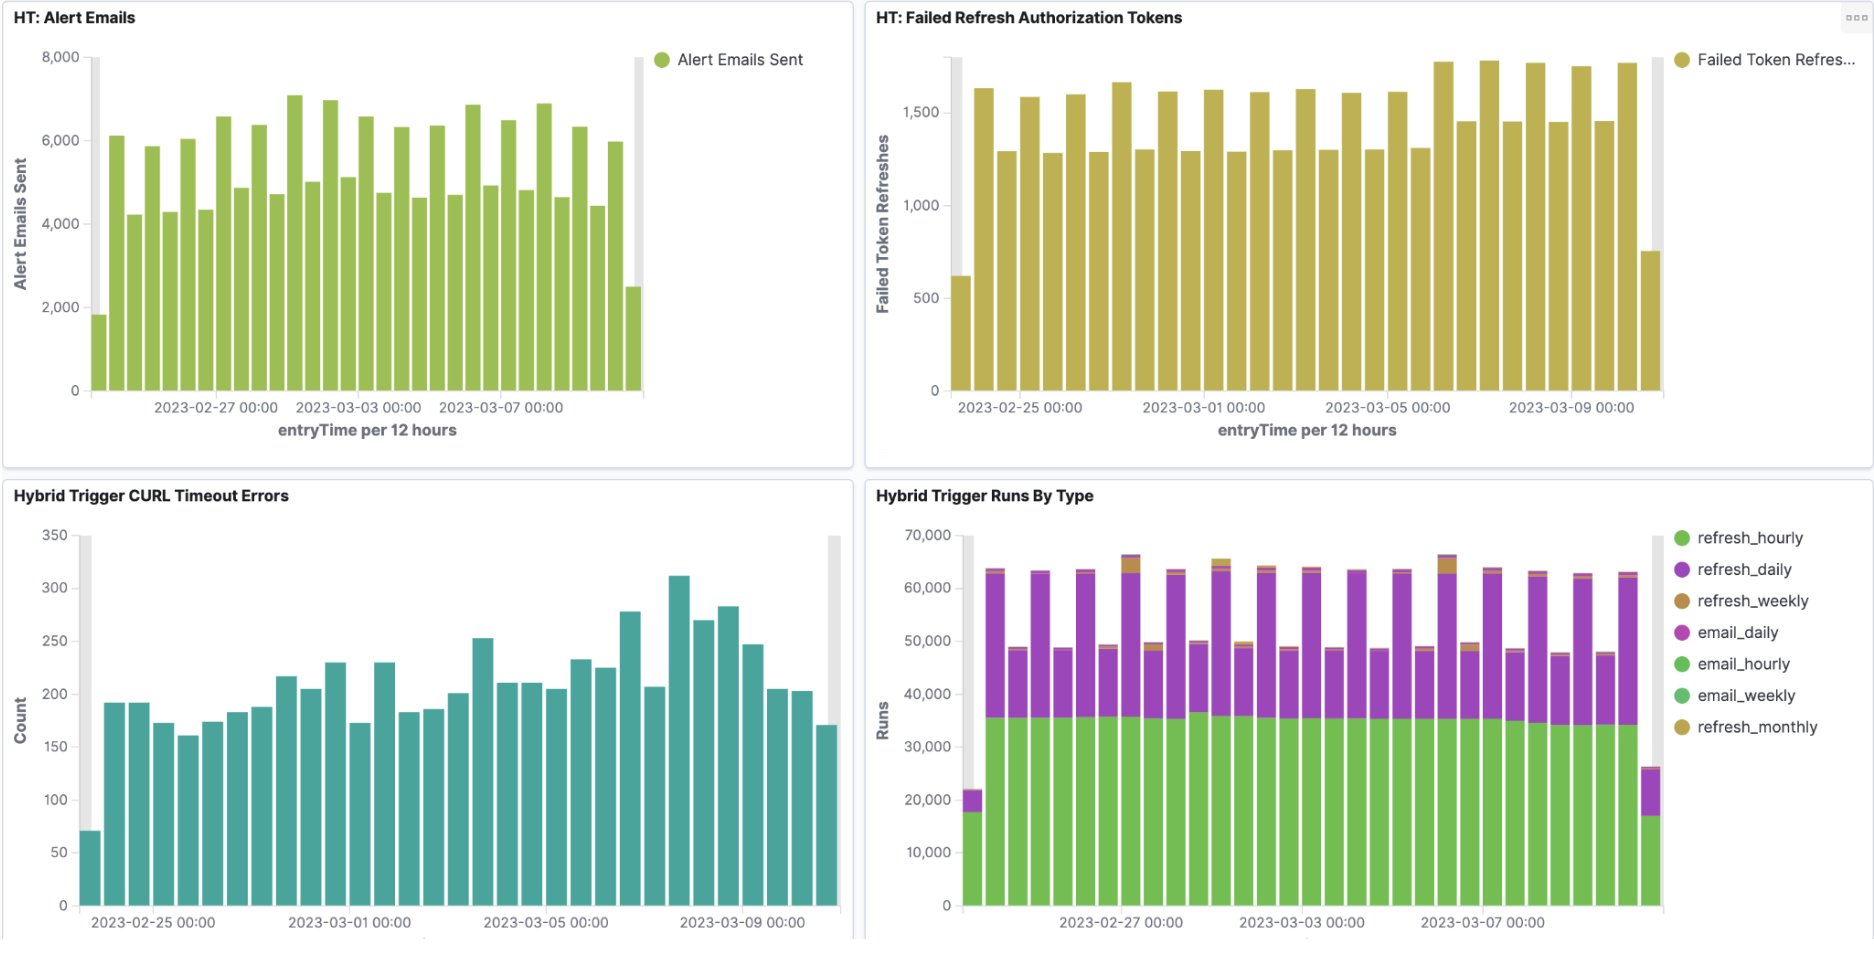 HT: Alert Emails
8,000
6,000
4,000
2,000
0
Alert Emails Sent
2023-02-27 00:00
2023-03-03 00:00
2023-03-07 00:00
entryTime per 12 hours
Alert Emails Sent
HT: Failed Refresh Authorization Tokens
1,500
1,000
500
0
Failed Token Refreshes
2023-02-25 00:00
2023-03-01 00:00
2023-03-05 00:00
2023-03-09 00:00
entryTime per 12 hours
Failed Token Refres...
Hybrid Trigger CURL Timeout Errors
350
300
250
200
150
100
50
0
Count
2023-02-25 00:00
2023-03-01 00:00
2023-03-05 00:00
2023-03-09 00:00
Hybrid Trigger Runs By Type
70,000
60,000
50,000
40,000
30,000
20,000
10,000
0
Runs
2023-02-27 00:00
2023-03-03 00:00
2023-03-07 00:00
refresh_hourly
refresh_daily
refresh_weekly
email_daily
email_hourly
email_weekly
refresh_monthly